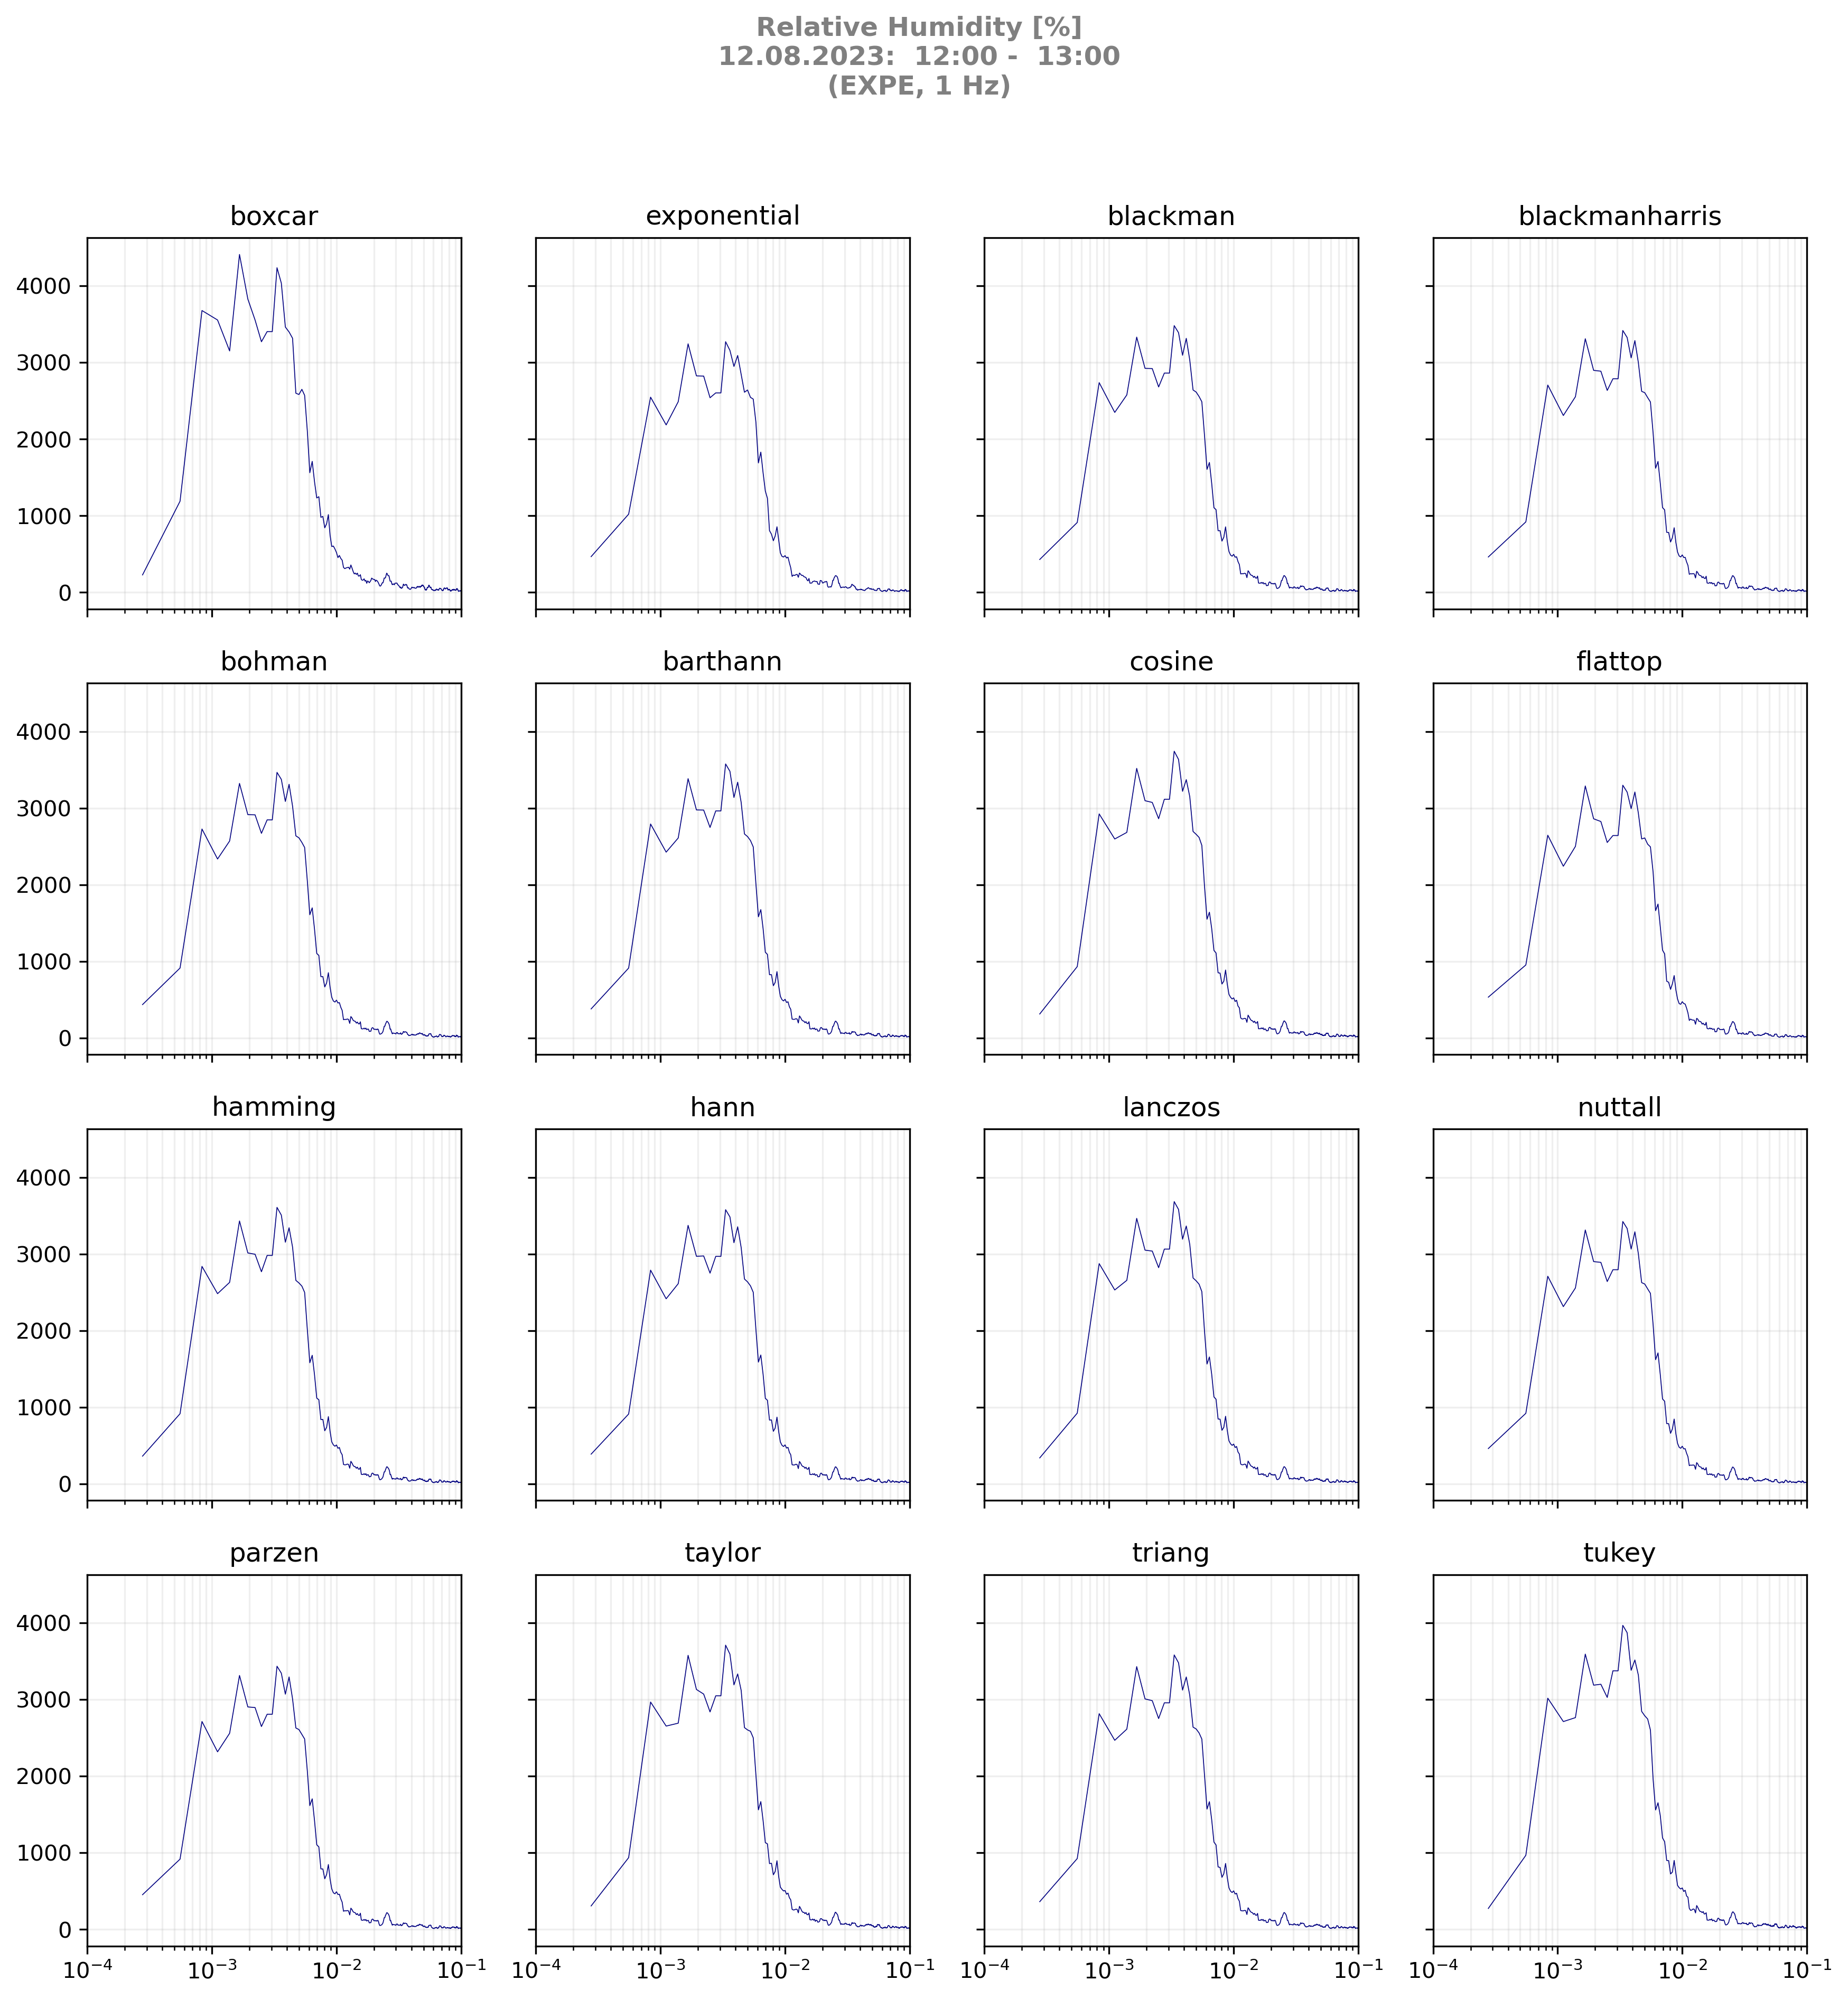 Relative Humidity [%]
12.08.2023:  12:00 -  13:00
(EXPE, 1 Hz)
boxcar exponential blackman blackmanharris
4000
3000
2000
1000
0
bohman barthann cosine flattop
4000
3000
2000
1000
0
hamming hann lanczos nuttall
4000
3000
2000
1000
0
parzen taylor triang tukey
4000
3000
2000
1000
0
10⁻⁴ 10⁻³ 10⁻² 10⁻¹ 10⁻⁴ 10⁻³ 10⁻² 10⁻¹ 10⁻⁴ 10⁻³ 10⁻² 10⁻¹ 10⁻⁴ 10⁻³ 10⁻² 10⁻¹